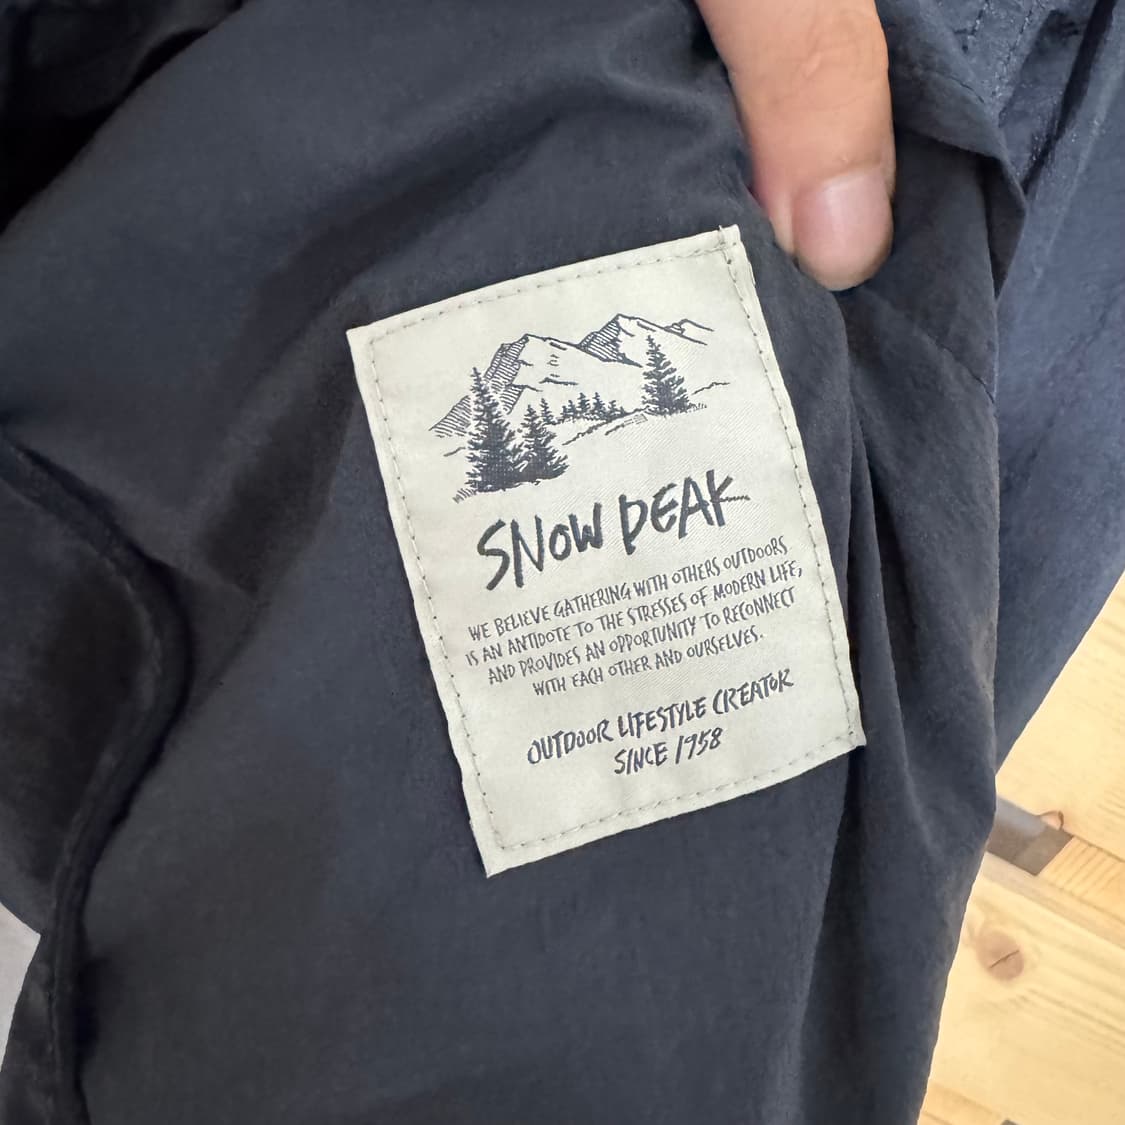 SNOW PEAK
WE BELIEVE GATHERING WITH OTHERS OUTDOORS
IS AN ANTIDOTE TO THE STRESSES OF MODERN LIFE,
AND PROVIDES AN OPPORTUNITY TO RECONNECT
WITH EACH OTHER AND OURSELVES.
OUTDOOR LIFESTYLE CREATOR
SINCE 1958